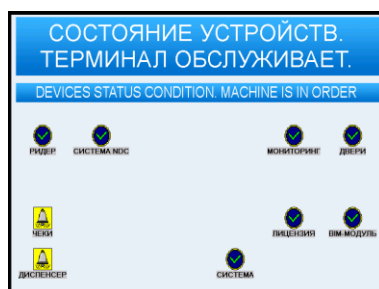 СОСТОЯНИЕ УСТРОЙСТВ.
ТЕРМИНАЛ ОБСЛУЖИВАЕТ.
DEVICES STATUS CONDITION. MACHINE IS IN ORDER
РИДЕР СИСТЕМА NDC МОНИТОРИНГ ДВЕРИ
ЧЕКИ ЛИЦЕНЗИЯ BIM-МОДУЛЬ
ДИСПЕНСЕР СИСТЕМА